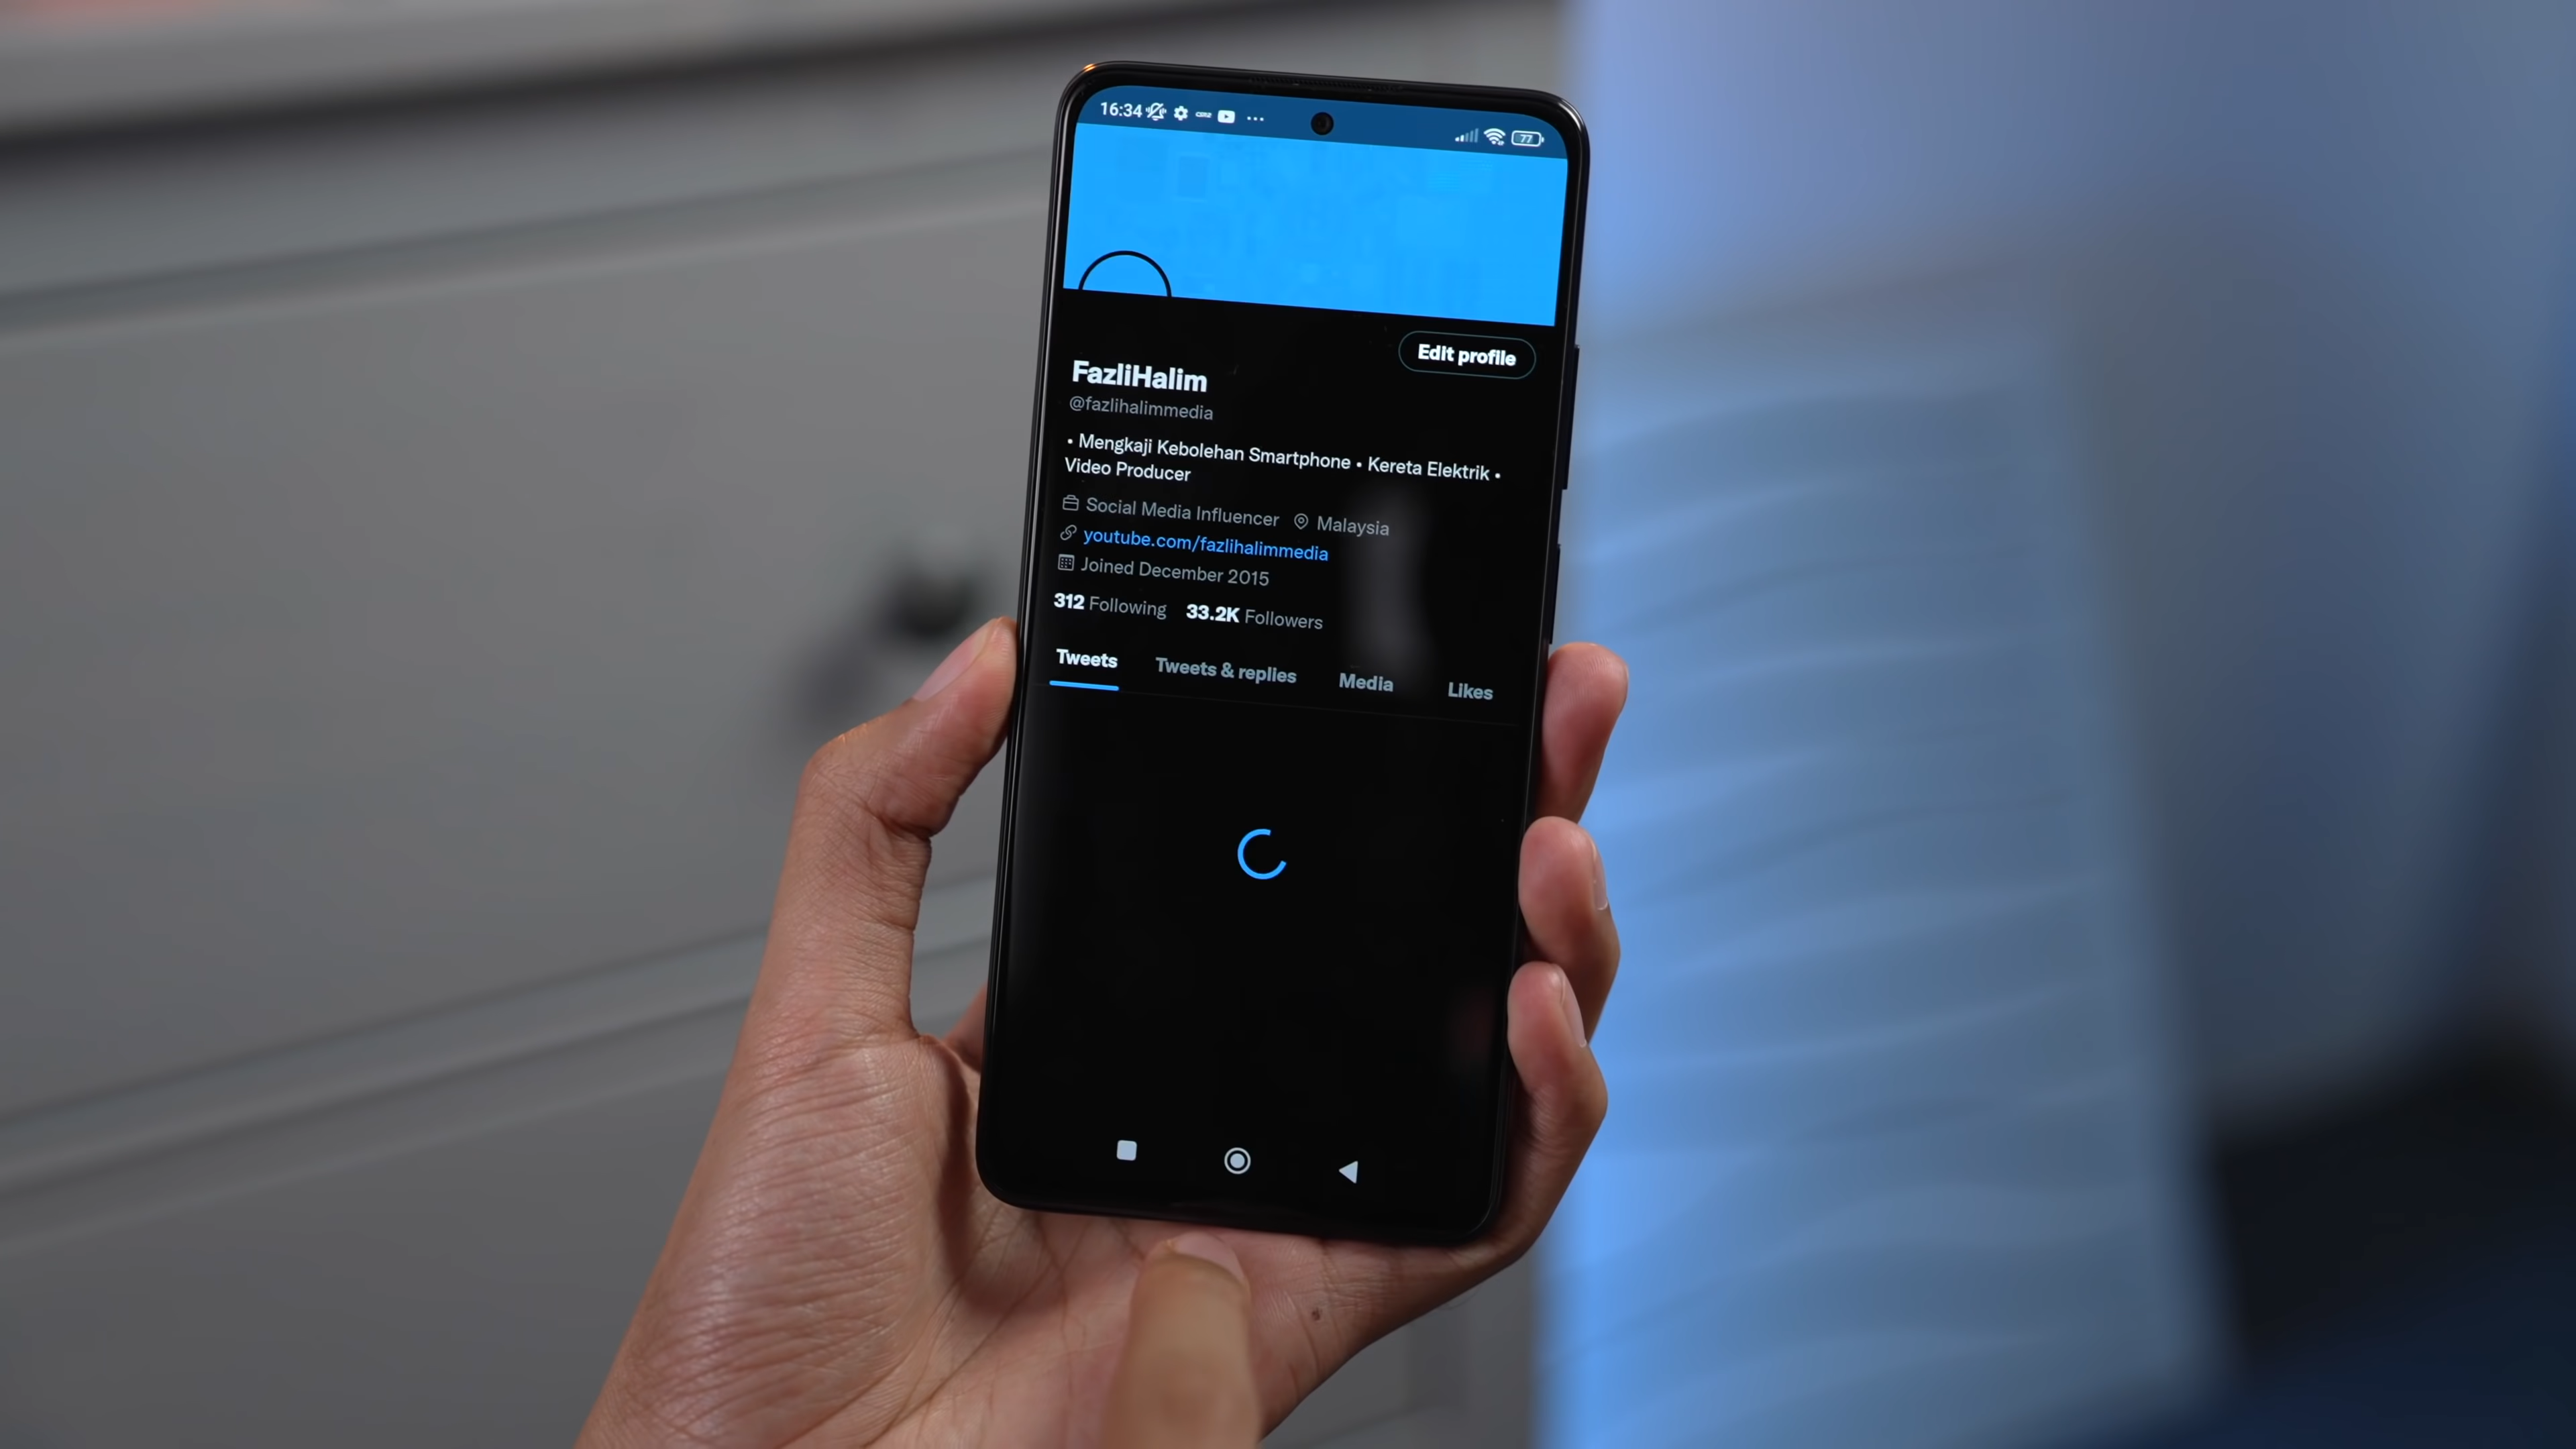 16:34
77
Edit profile
FazliHalim
@fazlihalimmedia
• Mengkaji Kebolehan Smartphone • Kereta Elektrik •
Video Producer
Social Media Influencer Malaysia
youtube.com/fazlihalimmedia
Joined December 2015
312 Following 33.2K Followers
Tweets Tweets & replies Media Likes